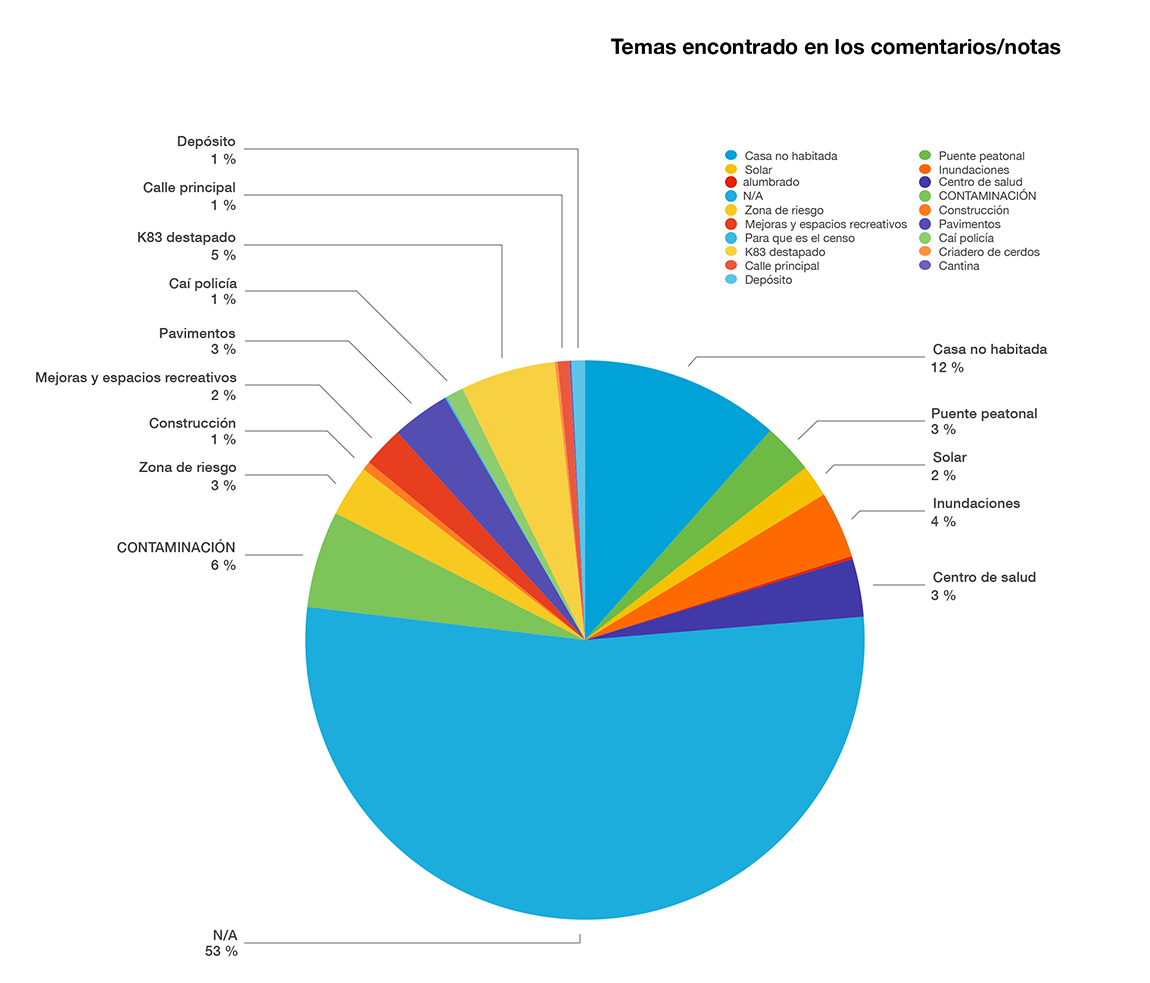 Temas encontrado en los comentarios/notas
Casa no habitada
Solar
alumbrado
N/A
Zona de riesgo
Mejoras y espacios recreativos
Para que es el censo
K83 destapado
Calle principal
Depósito
Puente peatonal
Inundaciones
Centro de salud
CONTAMINACIÓN
Construcción
Pavimentos
Caí policía
Criadero de cerdos
Cantina
Depósito
1 %
Calle principal
1 %
K83 destapado
5 %
Caí policía
1 %
Pavimentos
3 %
Mejoras y espacios recreativos
2 %
Construcción
1 %
Zona de riesgo
3 %
CONTAMINACIÓN
6 %
N/A
53 %
Casa no habitada
12 %
Puente peatonal
3 %
Solar
2 %
Inundaciones
4 %
Centro de salud
3 %